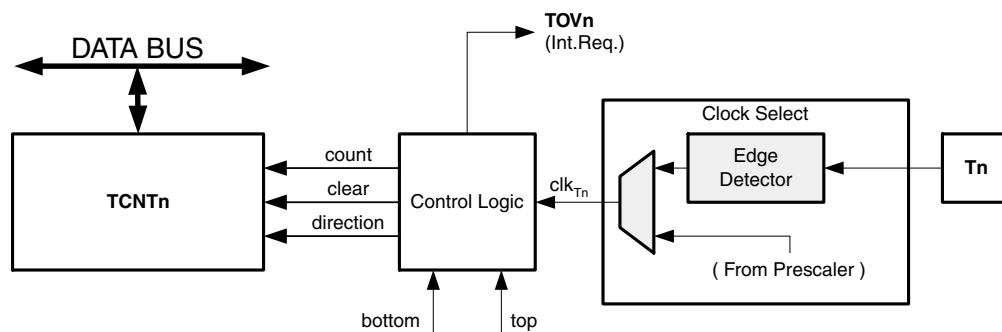 TOVn
(Int.Req.)
DATA BUS
Clock Select
count
clear
direction
TCNTn
Control Logic
clkTn
Edge
Detector
Tn
( From Prescaler )
bottom
top